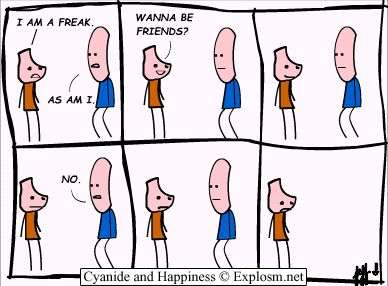 I AM A FREAK.
AS AM I.
WANNA BE
FRIENDS?
NO.
Cyanide and Happiness © Explosm.net